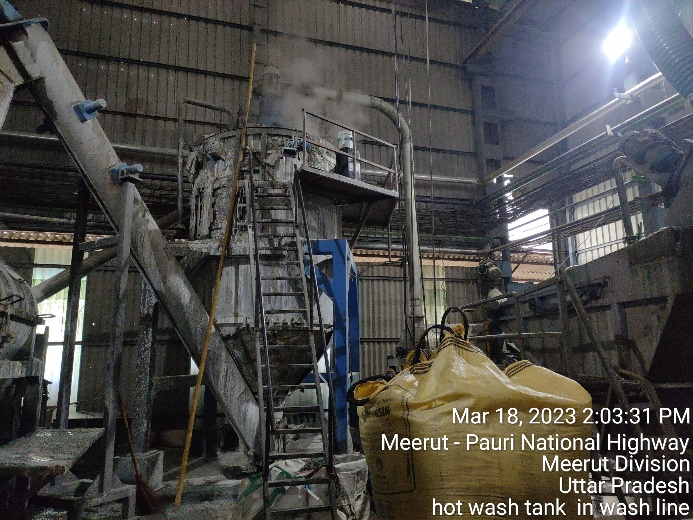 Mar 18, 2023 2:03:31 PM
Meerut - Pauri National Highway
Meerut Division
Uttar Pradesh
hot wash tank in wash line